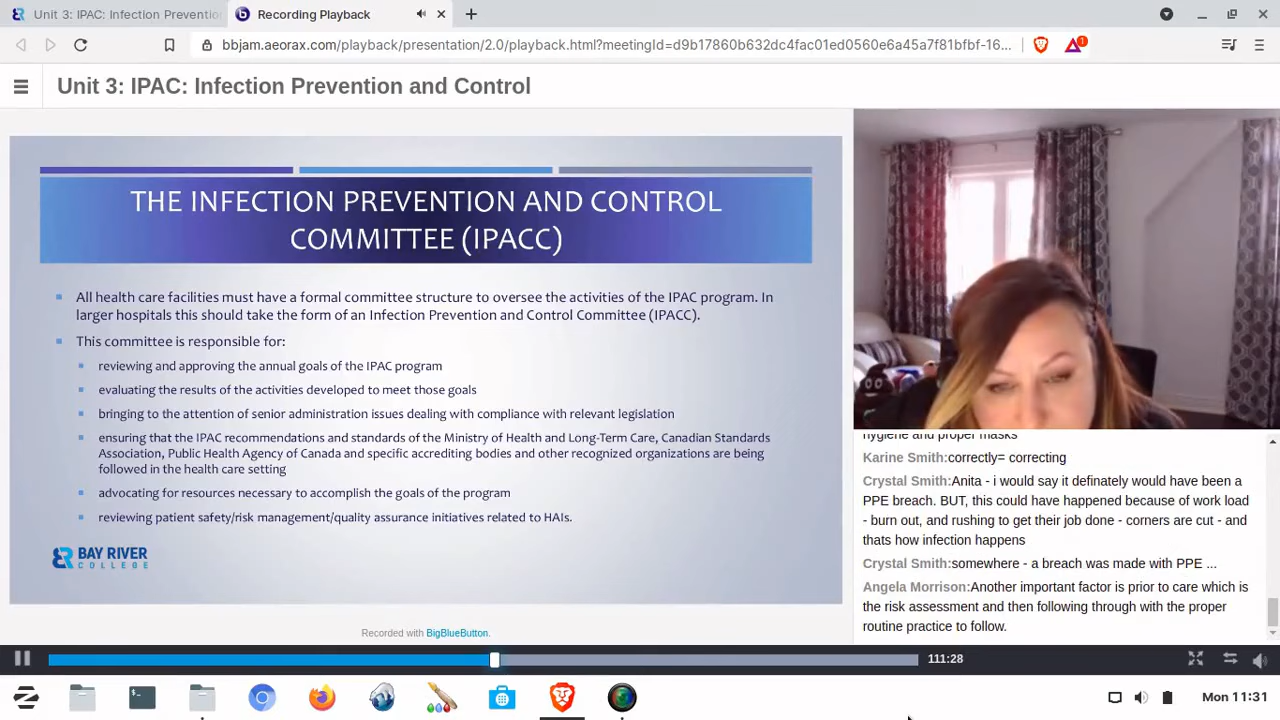 Unit 3: IPAC: Infection Preventio
Recording Playback
bbjam.aeorax.com/playback/presentation/2.0/playback.html?meetingId=d9b17860b632dc4fac01ed0560e6a45a7f81bfbf-16...
1
Unit 3: IPAC: Infection Prevention and Control
THE INFECTION PREVENTION AND CONTROL
COMMITTEE (IPACC)
All health care facilities must have a formal committee structure to oversee the activities of the IPAC program. In
larger hospitals this should take the form of an Infection Prevention and Control Committee (IPACC).
This committee is responsible for:
reviewing and approving the annual goals of the IPAC program
evaluating the results of the activities developed to meet those goals
bringing to the attention of senior administration issues dealing with compliance with relevant legislation
ensuring that the IPAC recommendations and standards of the Ministry of Health and Long-Term Care, Canadian Standards
Association, Public Health Agency of Canada and specific accrediting bodies and other recognized organizations are being
followed in the health care setting
advocating for resources necessary to accomplish the goals of the program
reviewing patient safety/risk management/quality assurance initiatives related to HAIs.
BAY RIVER
COLLEGE
Recorded with BigBlueButton.
hygiene and proper masks
Karine Smith:correctly= correcting
Crystal Smith:Anita - i would say it definately would have been a
PPE breach. BUT, this could have happened because of work load
- burn out, and rushing to get their job done - corners are cut - and
thats how infection happens
Crystal Smith:somewhere - a breach was made with PPE ...
Angela Morrison:Another important factor is prior to care which is
the risk assessment and then following through with the proper
routine practice to follow.
111:28
Mon 11:31